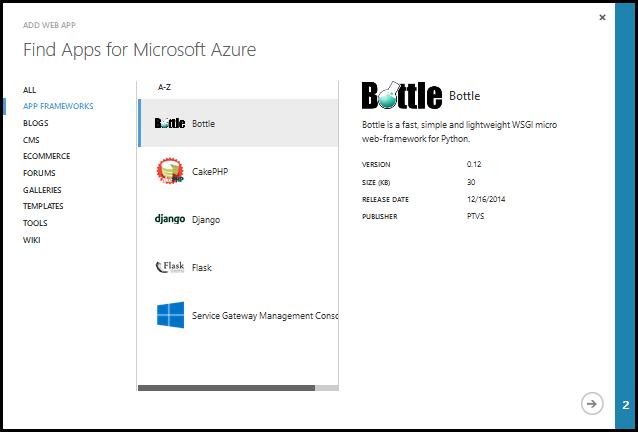 ADD WEB APP
Find Apps for Microsoft Azure
ALL
APP FRAMEWORKS
BLOGS
CMS
ECOMMERCE
FORUMS
GALLERIES
TEMPLATES
TOOLS
WIKI
A-Z
Bottle Bottle
CakePHP
django Django
Flask Flask
Service Gateway Management Conso
Bottle Bottle
Bottle is a fast, simple and lightweight WSGI micro
web-framework for Python.
VERSION 0.12
SIZE (KB) 30
RELEASE DATE 12/16/2014
PUBLISHER PTVS
2